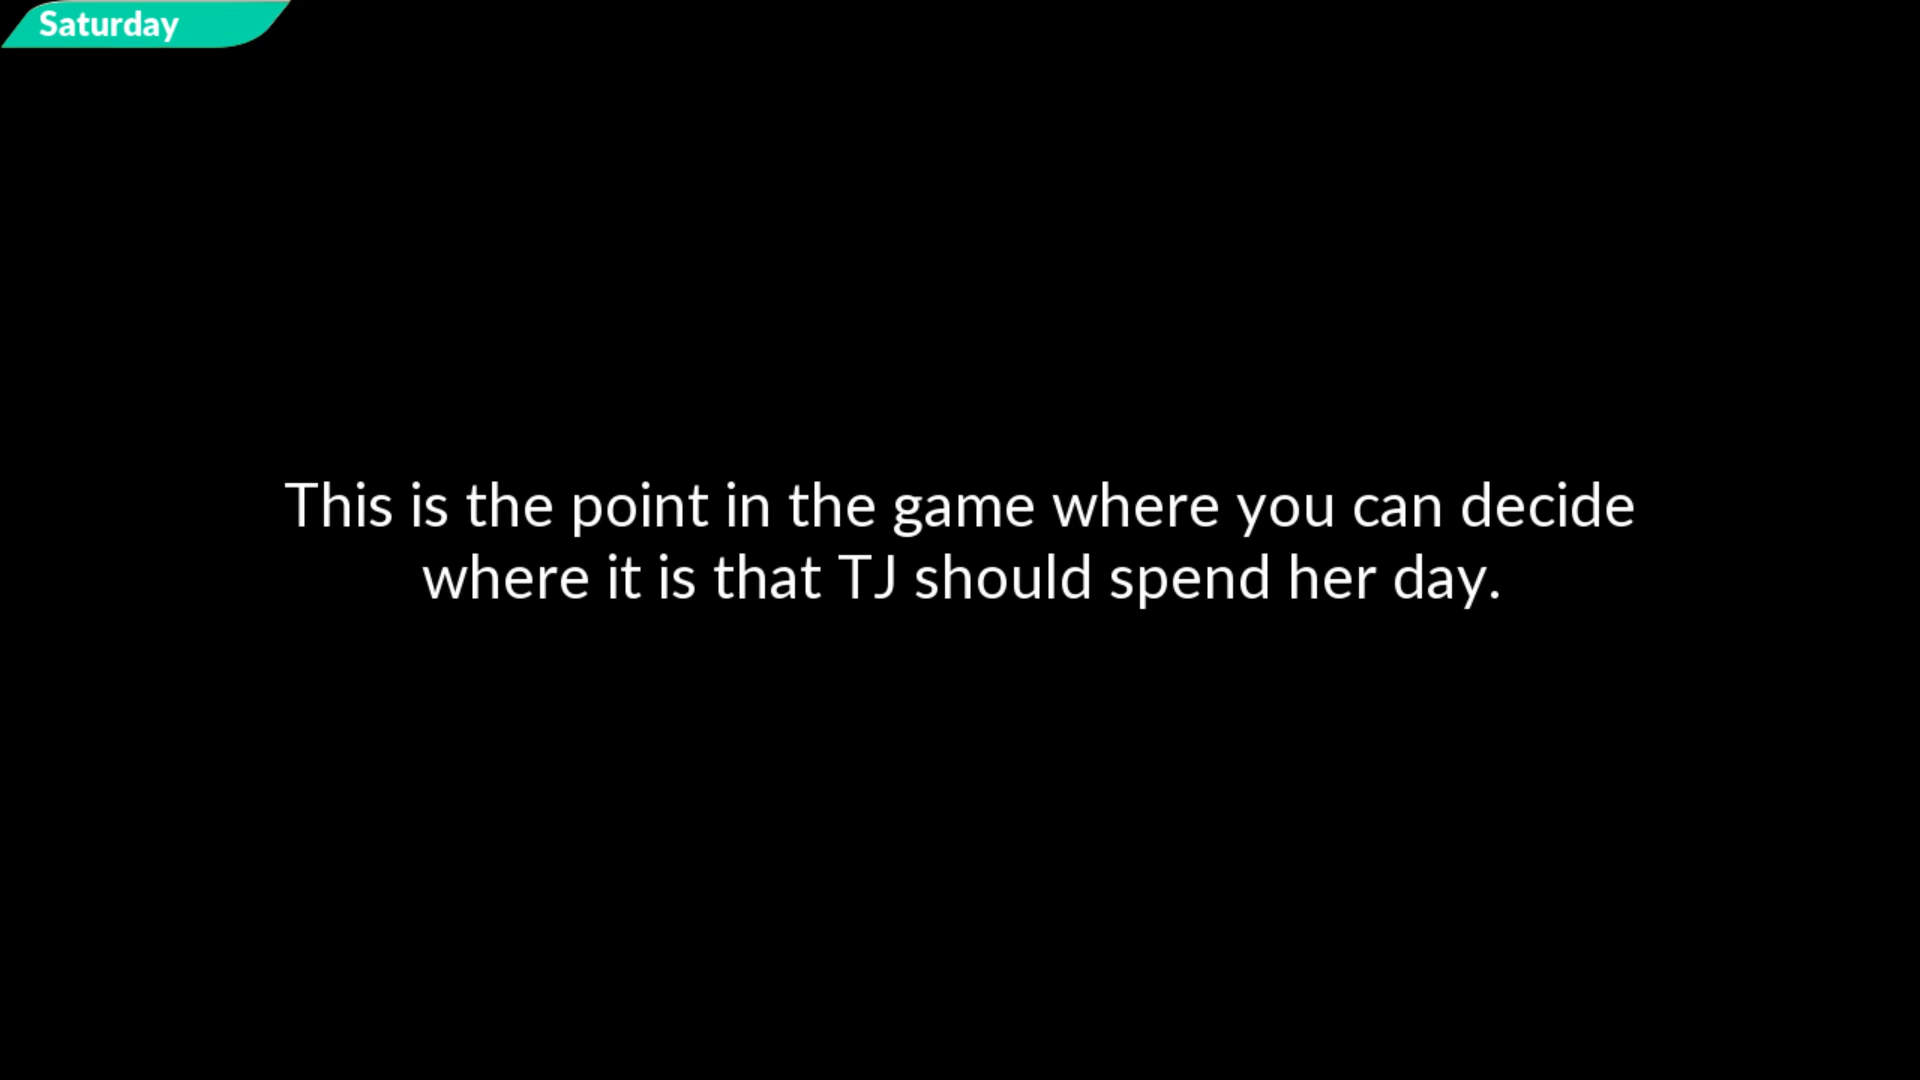 Saturday
This is the point in the game where you can decide
where it is that TJ should spend her day.